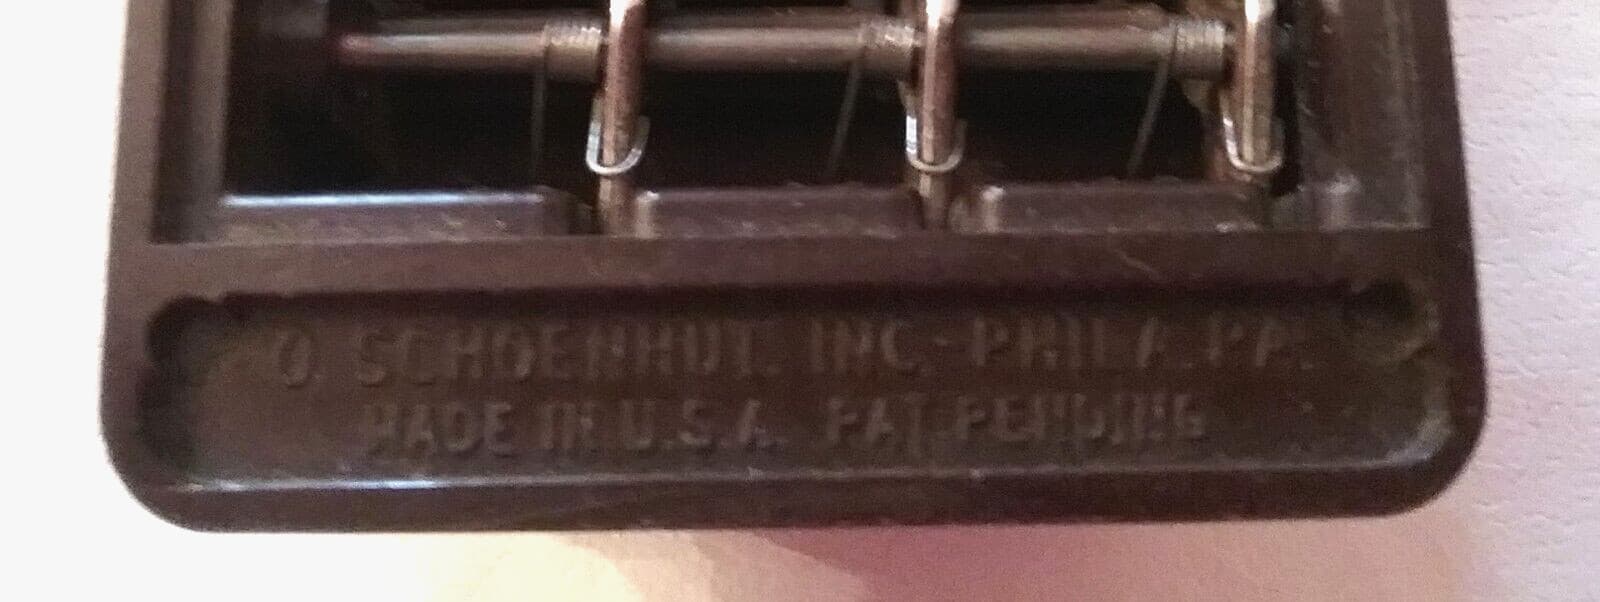 O. SCHOENHUT. INC.-PHILA. PA.
MADE IN U.S.A. PAT. PENDING